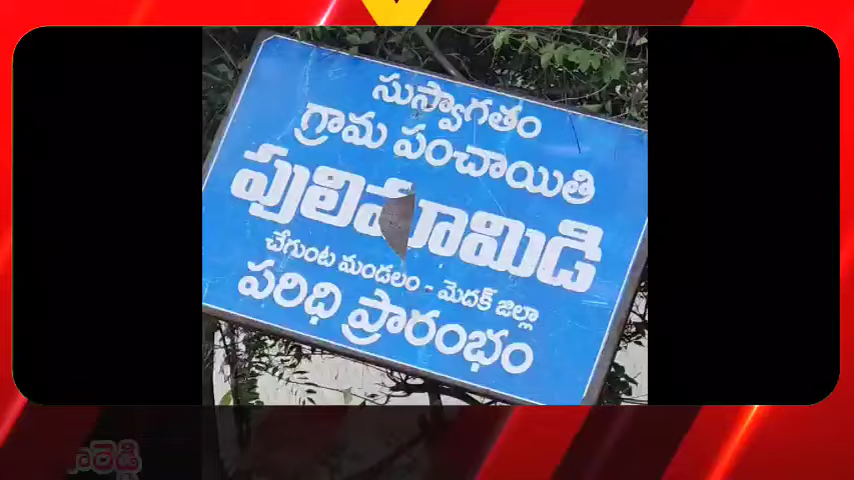 సుస్వాగతం
గ్రామ పంచాయితి
పులిమామిడి
చేగుంట మండలం - మెదక్ జిల్లా
పరిధి ప్రారంభం